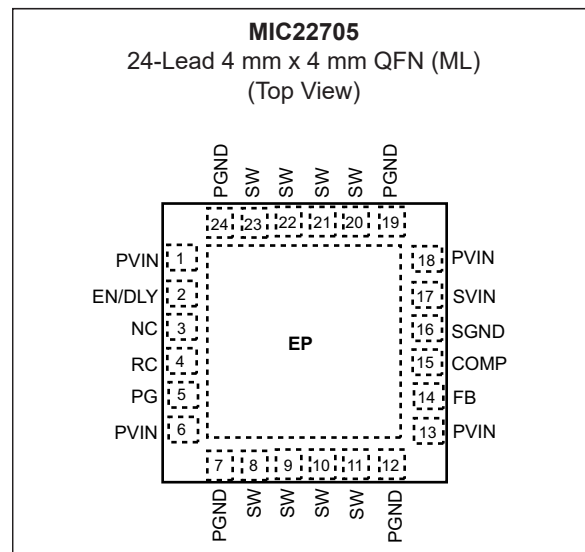 MIC22705
24-Lead 4 mm x 4 mm QFN (ML)
(Top View)
PGND SW SW SW SW PGND
24 23 22 21 20 19
PVIN 1 18 PVIN
EN/DLY 2 17 SVIN
NC 3 16 SGND
EP
RC 4 15 COMP
PG 5 14 FB
PVIN 6 13 PVIN
7 8 9 10 11 12
PGND SW SW SW SW PGND